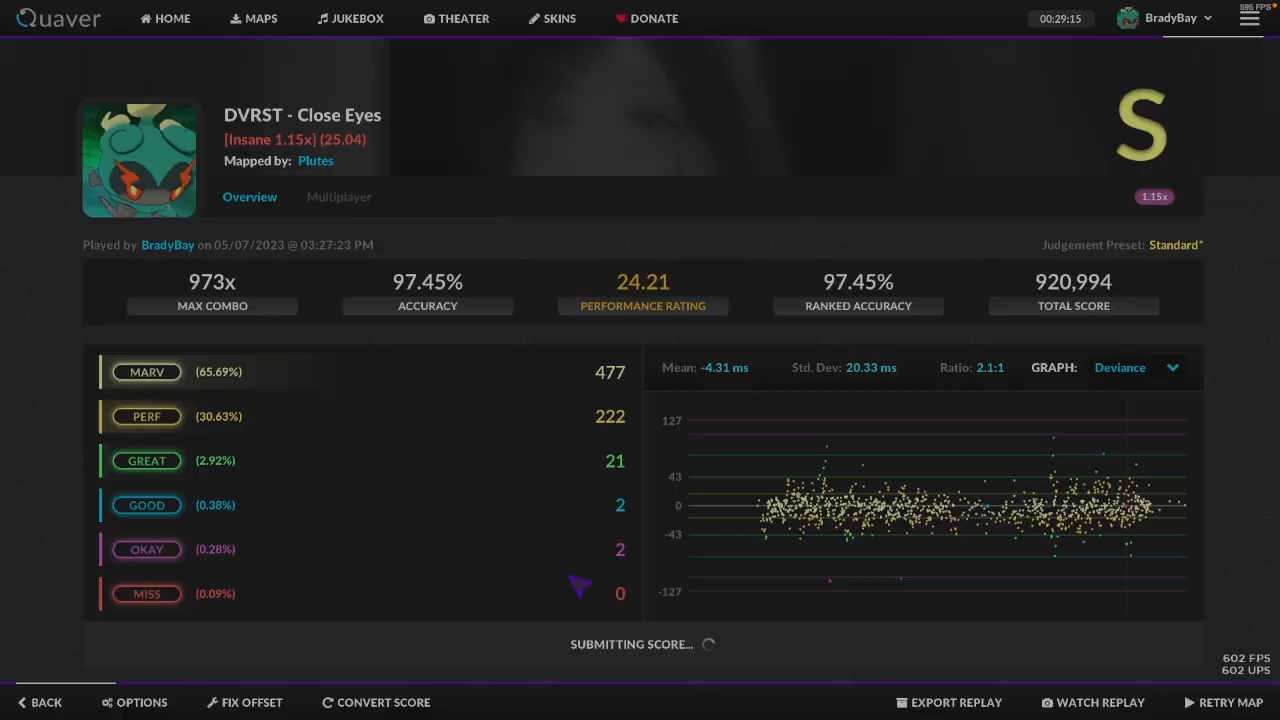 Quaver
HOME
MAPS
JUKEBOX
THEATER
SKINS
DONATE
00:29:15
BradyBay
595 FPS
DVRST - Close Eyes
[Insane 1.15x] (25.04)
Mapped by: Plutes
S
Overview
Multiplayer
1.15x
Played by BradyBay on 05/07/2023 @ 03:27:23 PM
Judgement Preset: Standard*
973x
MAX COMBO
97.45%
ACCURACY
24.21
PERFORMANCE RATING
97.45%
RANKED ACCURACY
920,994
TOTAL SCORE
MARV (65.69%) 477
PERF (30.63%) 222
GREAT (2.92%) 21
GOOD (0.38%) 2
OKAY (0.28%) 2
MISS (0.09%) 0
Mean: -4.31 ms
Std. Dev: 20.33 ms
Ratio: 2.1:1
GRAPH: Deviance
127
43
0
-43
-127
SUBMITTING SCORE...
602 FPS
602 UPS
BACK
OPTIONS
FIX OFFSET
CONVERT SCORE
EXPORT REPLAY
WATCH REPLAY
RETRY MAP